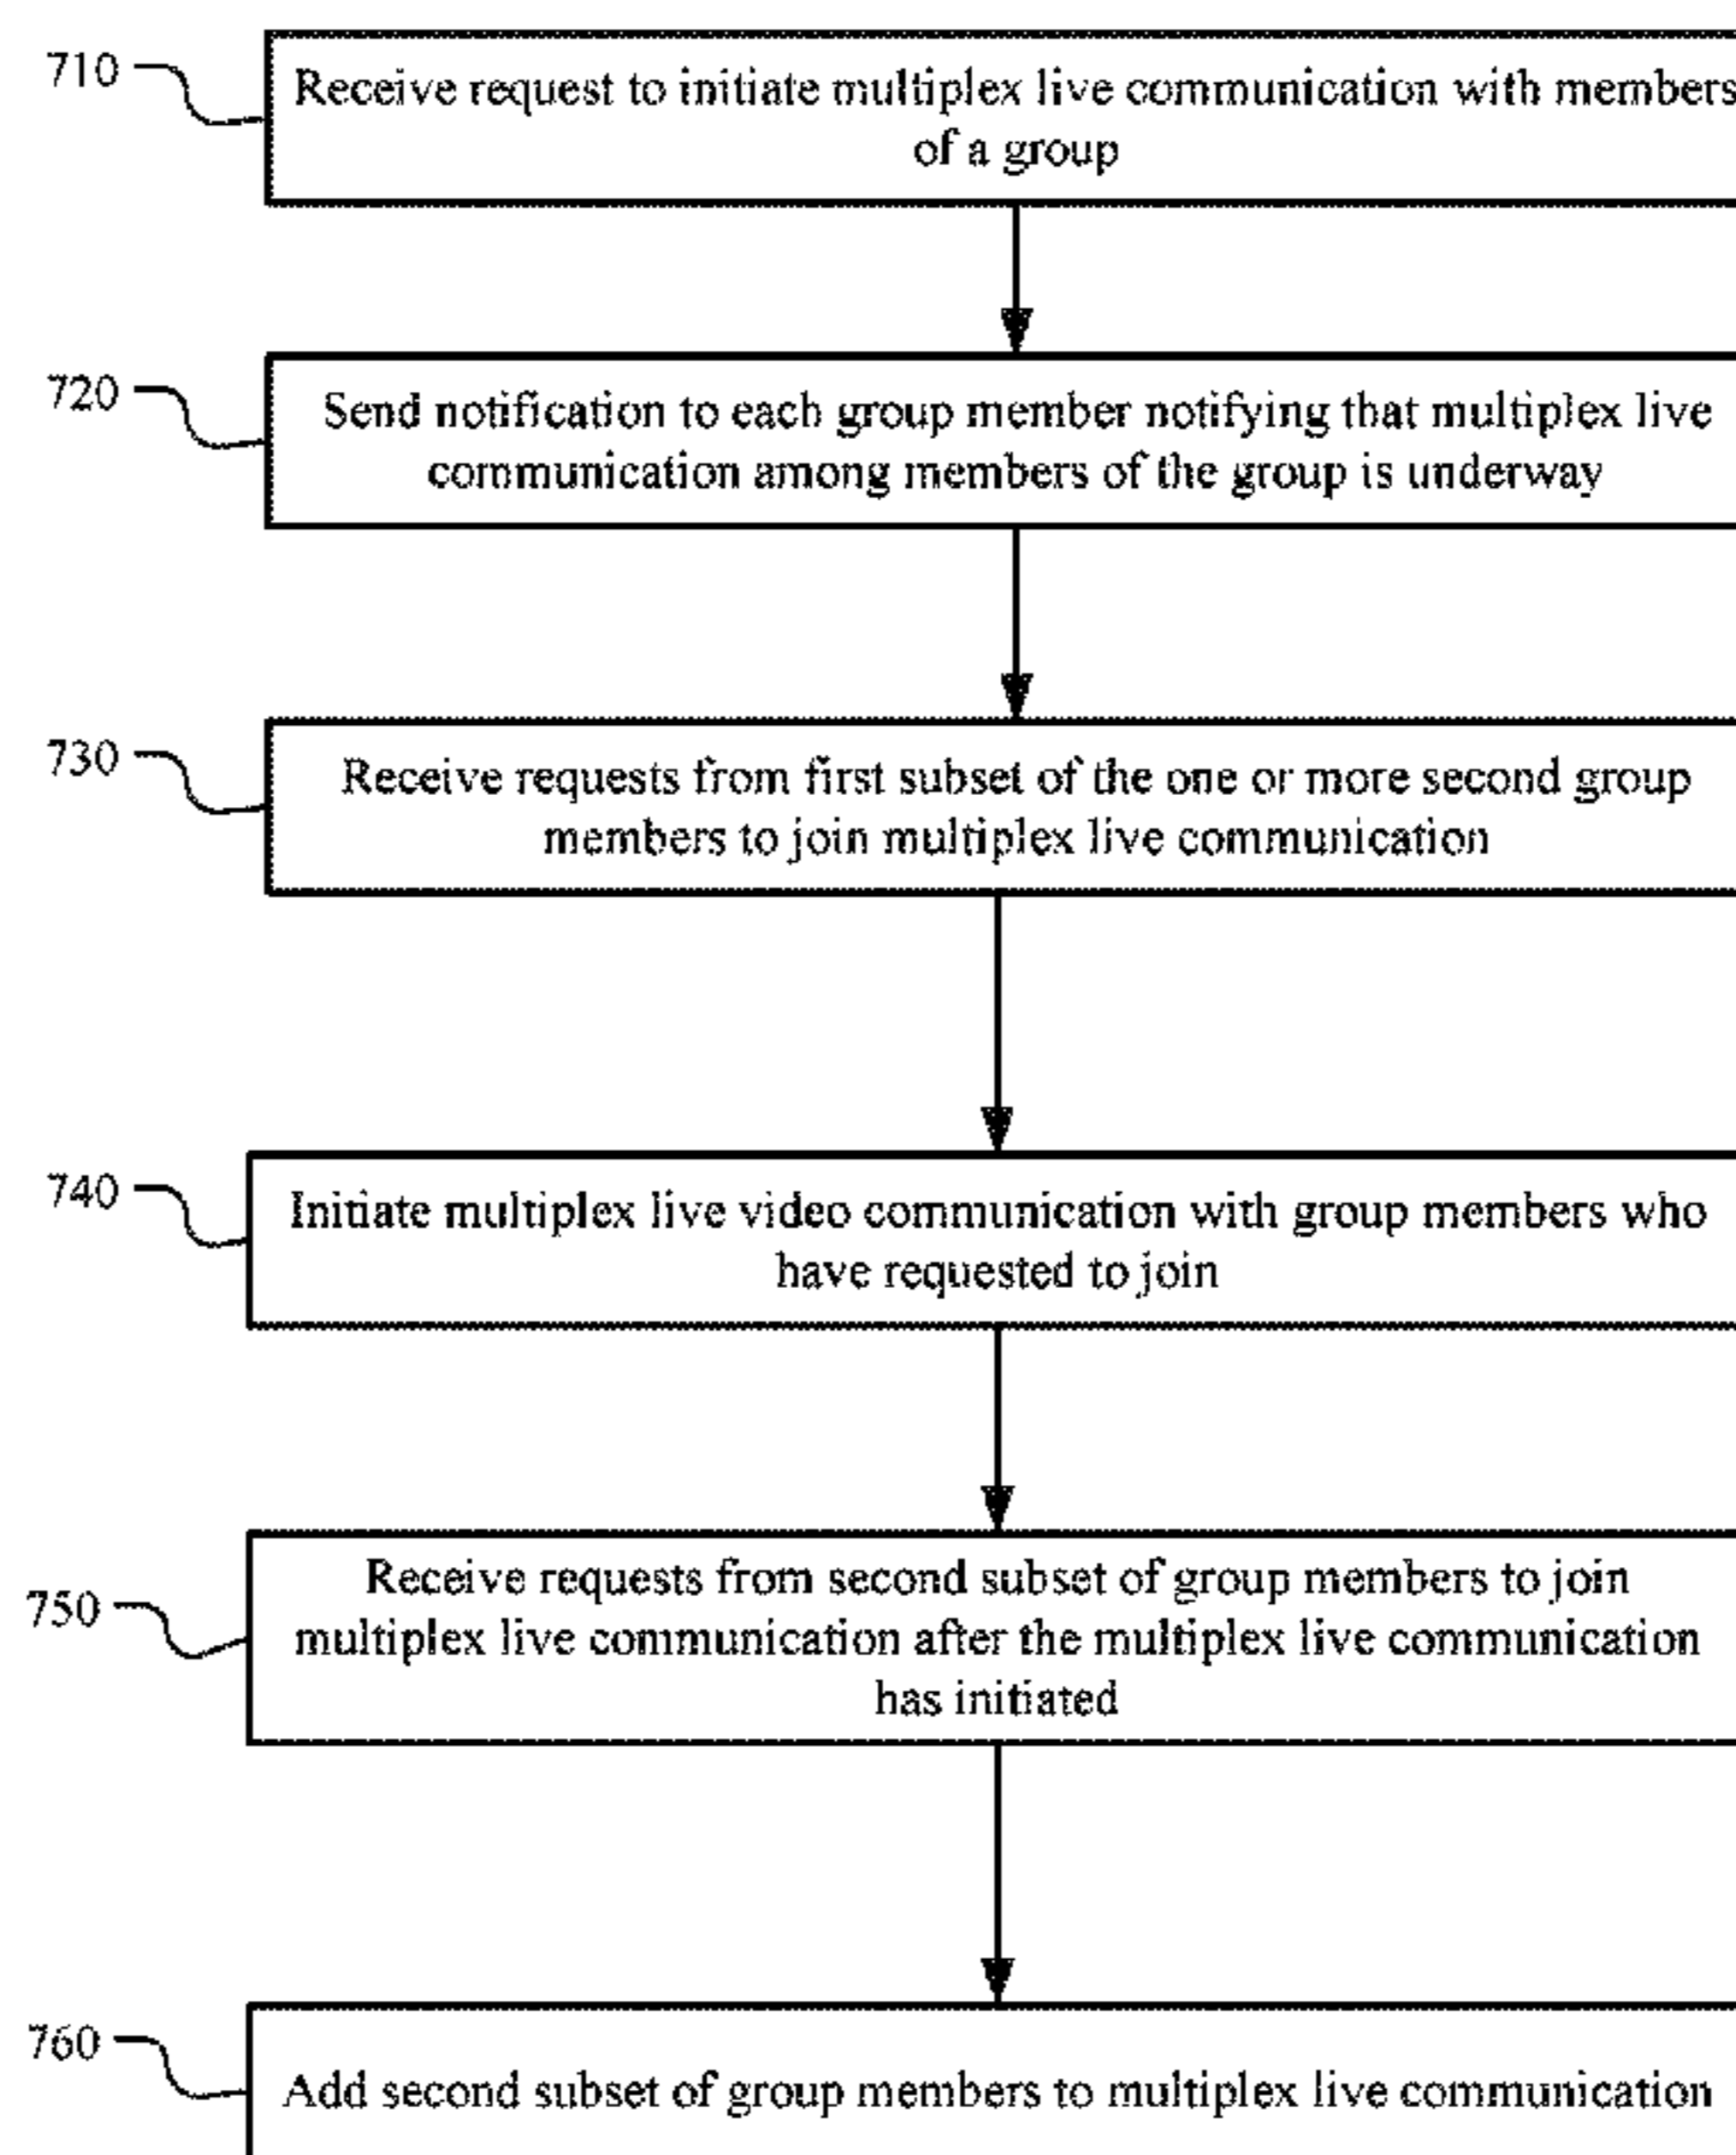 710
Receive request to initiate multiplex live communication with members
of a group
720
Send notification to each group member notifying that multiplex live
communication among members of the group is underway
730
Receive requests from first subset of the one or more second group
members to join multiplex live communication
740
Initiate multiplex live video communication with group members who
have requested to join
750
Receive requests from second subset of group members to join
multiplex live communication after the multiplex live communication
has initiated
760
Add second subset of group members to multiplex live communication